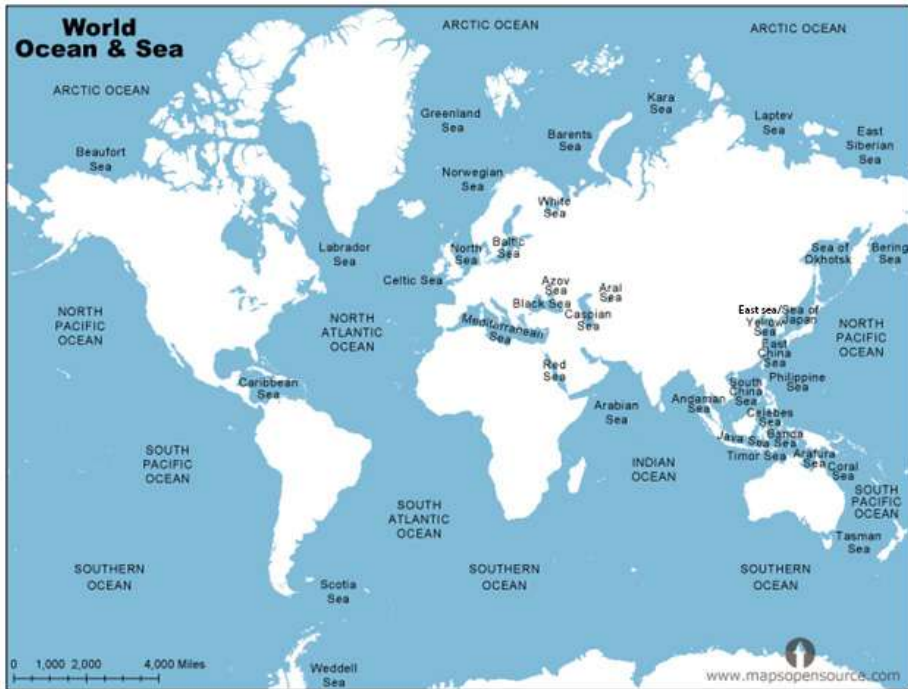 World
Ocean & Sea
ARCTIC OCEAN
ARCTIC OCEAN
ARCTIC OCEAN
Greenland
Sea
Kara
Sea
Laptev
Sea
Barents
Sea
East
Siberian
Sea
Beaufort
Sea
Norwegian
Sea
White
Sea
Labrador
Sea
North
Sea
Baltic
Sea
Sea of
Okhotsk
Bering
Sea
Celtic Sea
Azov
Sea
Aral
Sea
Black Sea
Caspian
Sea
Mediterranean
Sea
East sea/Sea of
Japan
Yellow
Sea
East
China
Sea
NORTH
PACIFIC
OCEAN
NORTH
ATLANTIC
OCEAN
NORTH
PACIFIC
OCEAN
Red
Sea
Caribbean
Sea
Arabian
Sea
Angaman
Sea
South
China
Sea
Philippine
Sea
Celebes
Sea
Java Sea
Banda
Sea
Timor Sea
Arafura
Sea
Coral
Sea
SOUTH
PACIFIC
OCEAN
INDIAN
OCEAN
SOUTH
ATLANTIC
OCEAN
SOUTH
PACIFIC
OCEAN
Tasman
Sea
SOUTHERN
OCEAN
SOUTHERN
OCEAN
SOUTHERN
OCEAN
Scotia
Sea
Weddell
Sea
0 1,000 2,000 4,000 Miles
www.mapsopensource.com